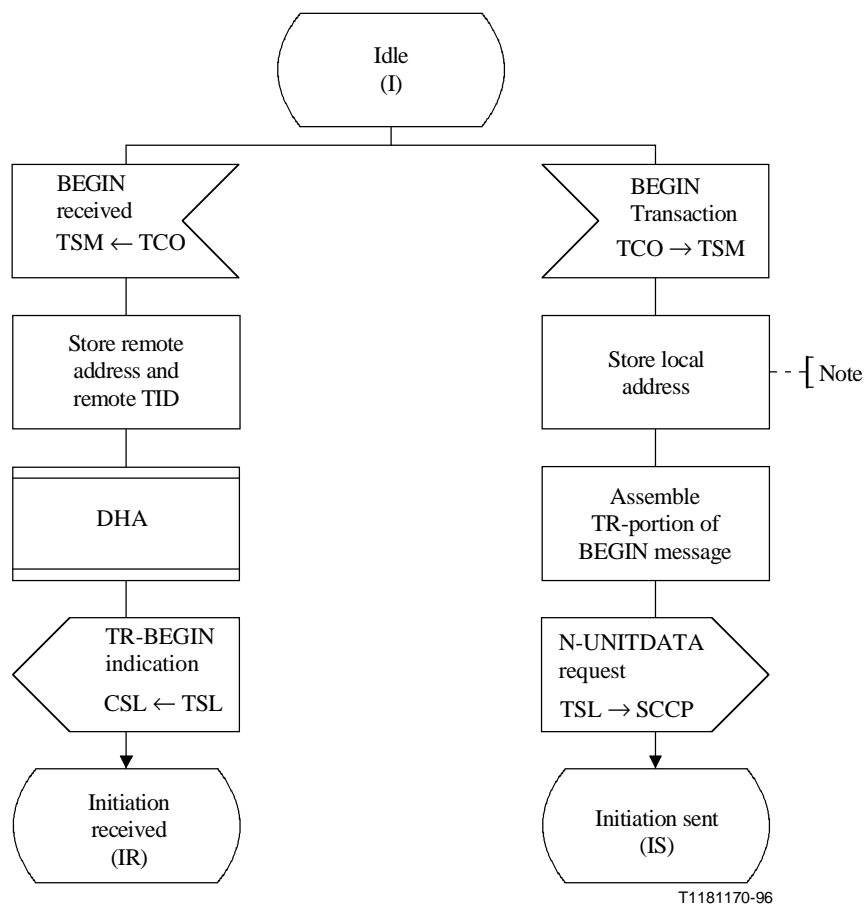 Idle
(I)
BEGIN
received
TSM ← TCO
BEGIN
Transaction
TCO → TSM
Store remote
address and
remote TID
Store local
address
Note
DHA
Assemble
TR-portion of
BEGIN message
TR-BEGIN
indication
CSL ← TSL
N-UNITDATA
request
TSL → SCCP
Initiation
received
(IR)
Initiation sent
(IS)
T1181170-96